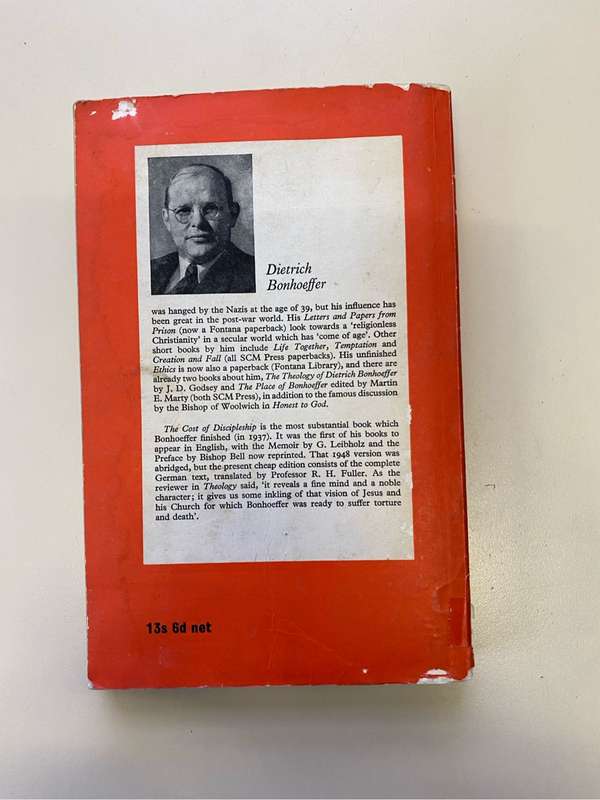 Dietrich
Bonhoeffer
was hanged by the Nazis at the age of 39, but his influence has
been great in the post-war world. His Letters and Papers from
Prison (now a Fontana paperback) look towards a ‘religionless
Christianity’ in a secular world which has ‘come of age’. Other
short books by him include Life Together, Temptation and
Creation and Fall (all SCM Press paperbacks). His unfinished
Ethics is now also a paperback (Fontana Library), and there are
already two books about him, The Theology of Dietrich Bonhoeffer
by J. D. Godsey and The Place of Bonhoeffer edited by Martin
E. Marty (both SCM Press), in addition to the famous discussion
by the Bishop of Woolwich in Honest to God.
The Cost of Discipleship is the most substantial book which
Bonhoeffer finished (in 1937). It was the first of his books to
appear in English, with the Memoir by G. Leibholz and the
Preface by Bishop Bell now reprinted. That 1948 version was
abridged, but the present cheap edition consists of the complete
German text, translated by Professor R. H. Fuller. As the
reviewer in Theology said, ‘it reveals a fine mind and a noble
character; it gives us some inkling of that vision of Jesus and
his Church for which Bonhoeffer was ready to suffer torture
and death’.
13s 6d net